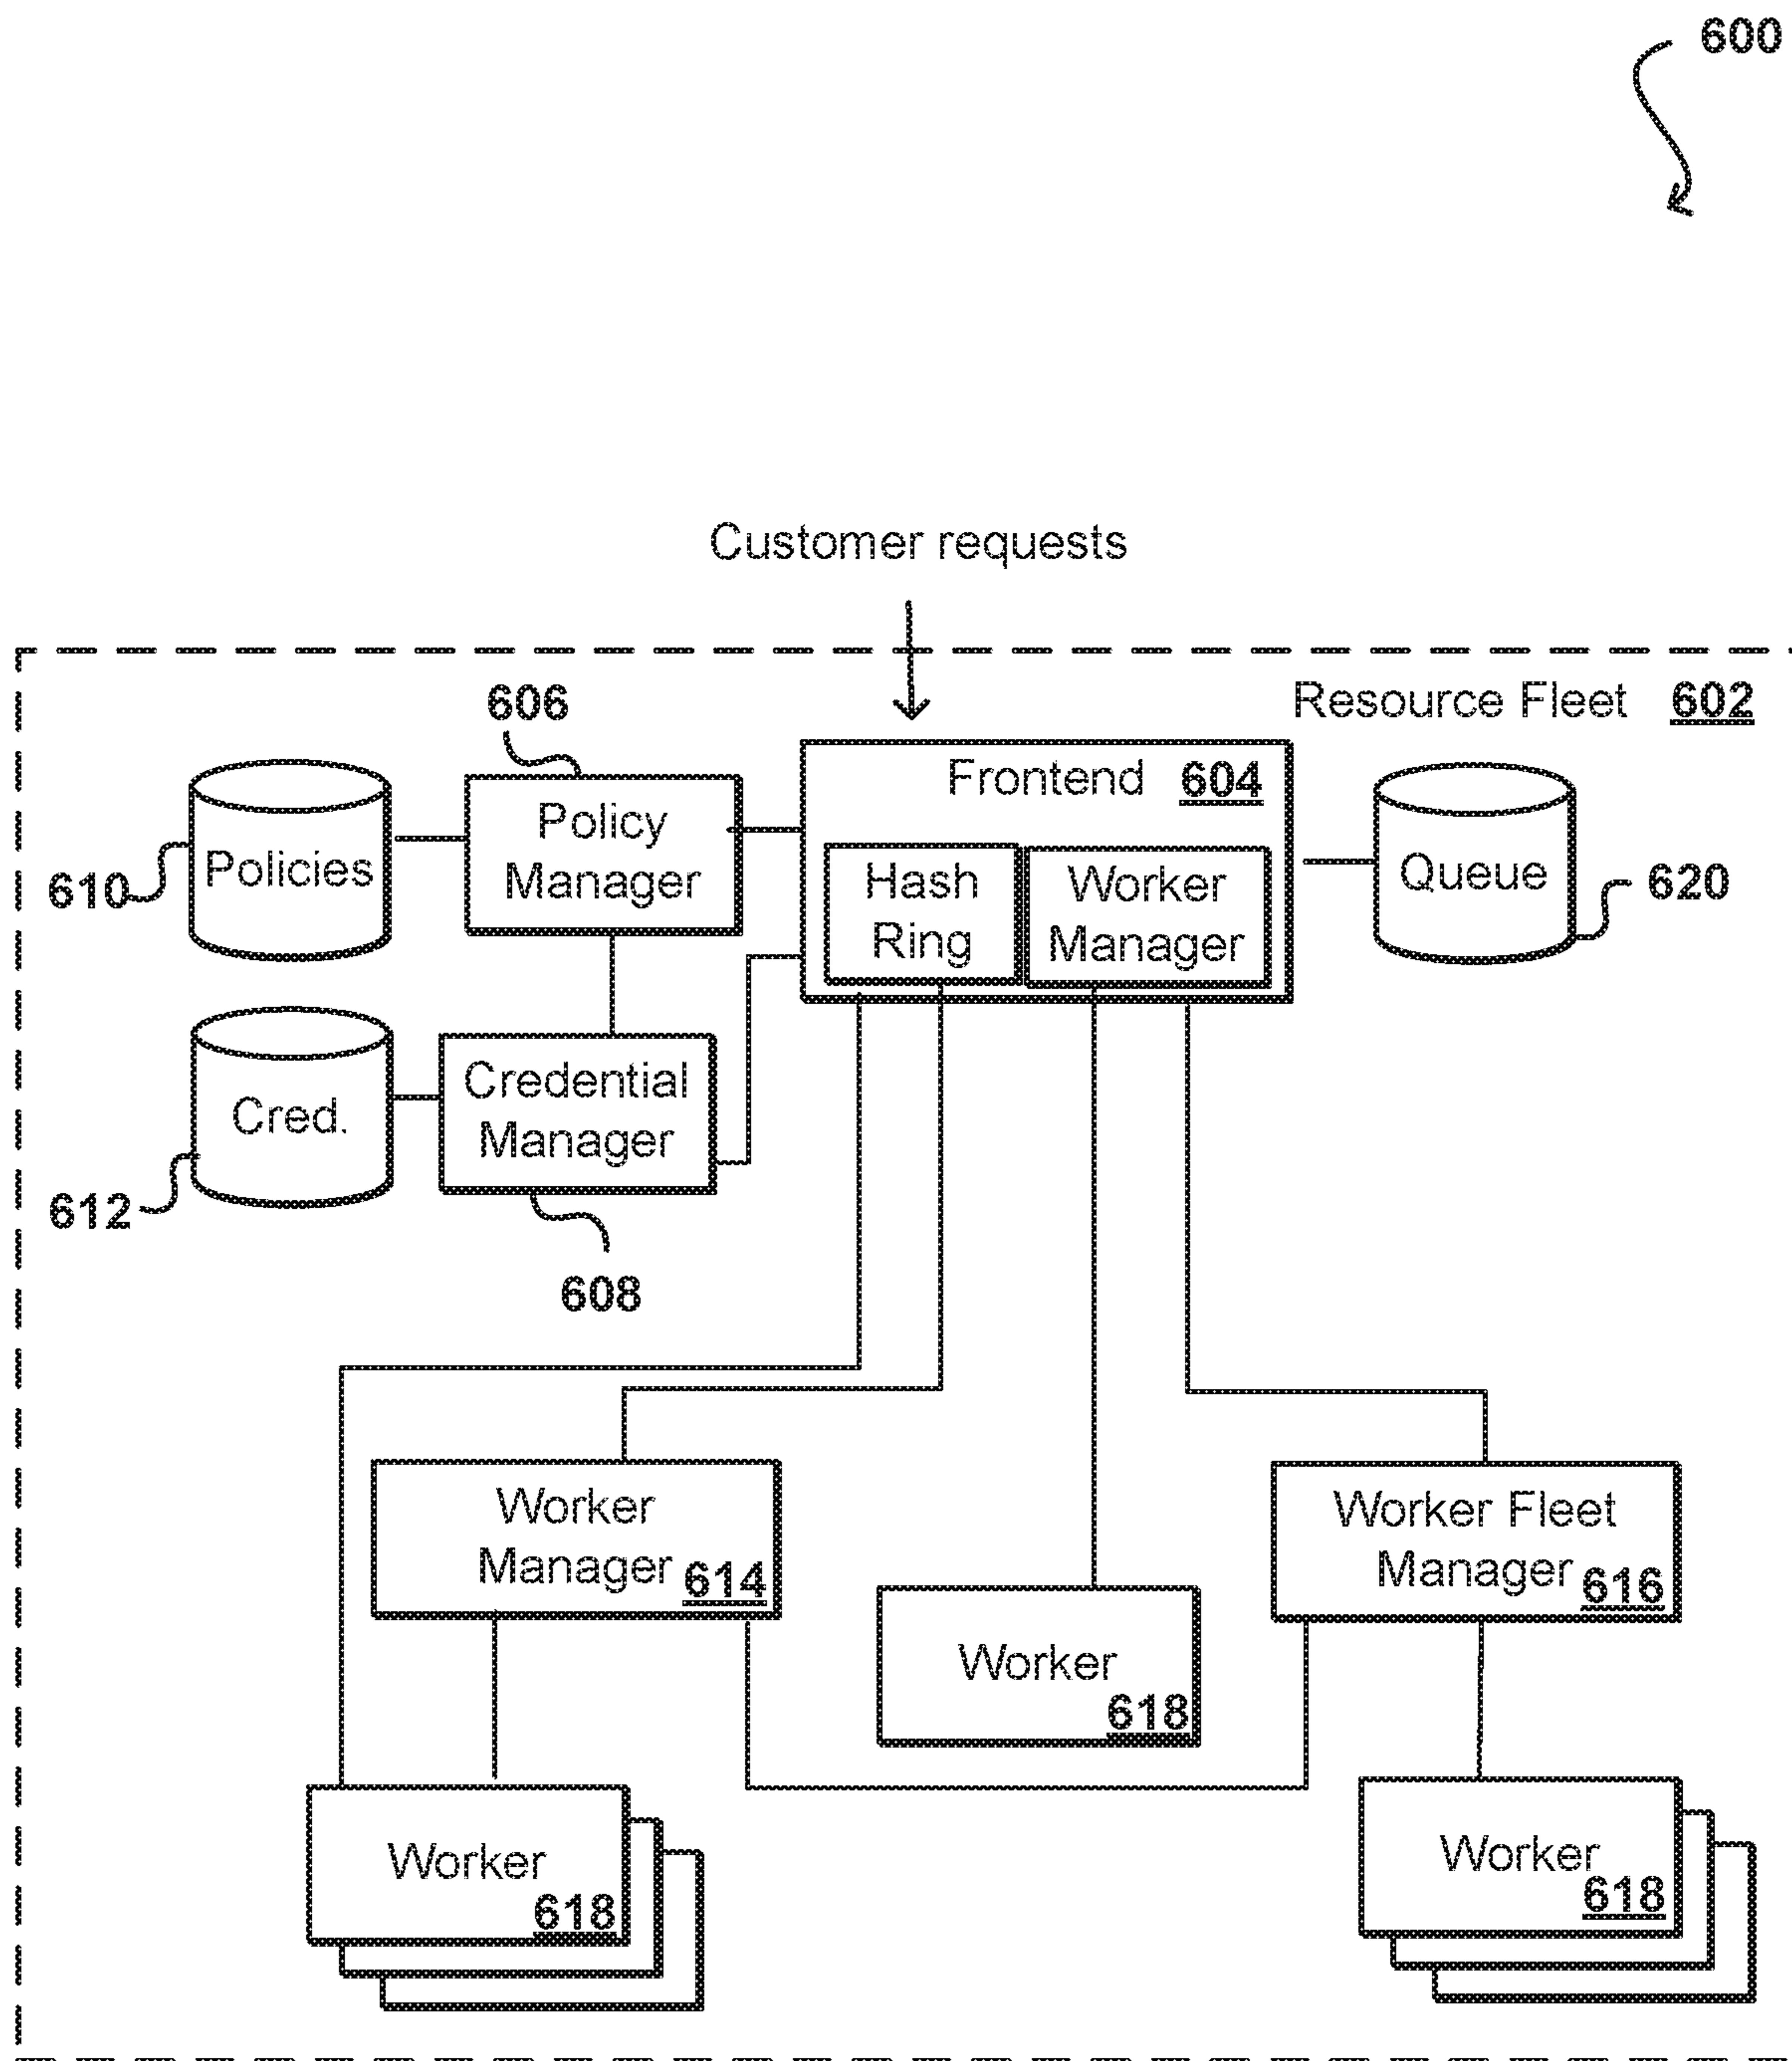 600
Customer requests
Resource Fleet 602
606
Frontend 604
Policy
Manager
Policies
610
Hash
Ring
Worker
Manager
Queue
620
Credential
Manager
Cred.
612
608
Worker
Manager 614
Worker Fleet
Manager 616
Worker
618
Worker
618
Worker
618